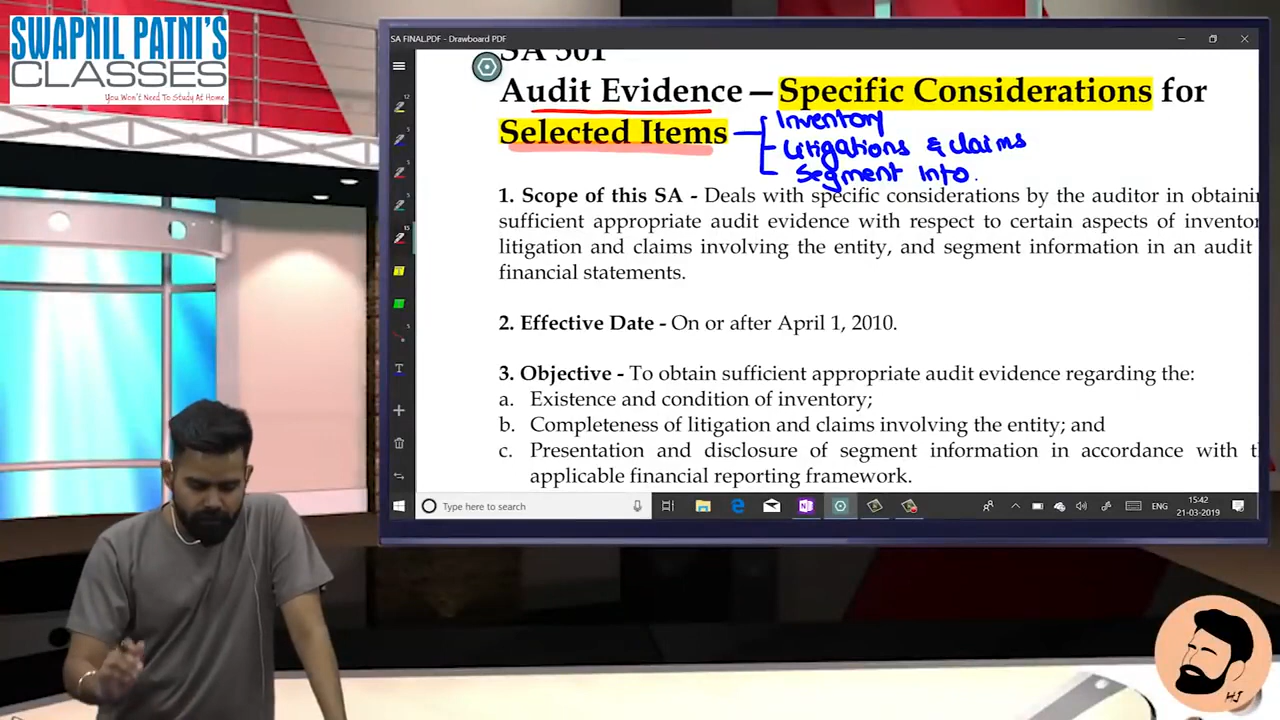 SWAPNIL PATNI'S
CLASSES
You Won't Need To Study At Home
SA FINAL.PDF - Drawboard PDF
SA 501
Audit Evidence — Specific Considerations for
Selected Items
Inventory
Litigations & claims
Segment Info.
1. Scope of this SA - Deals with specific considerations by the auditor in obtaini
sufficient appropriate audit evidence with respect to certain aspects of invento
litigation and claims involving the entity, and segment information in an audit
financial statements.
2. Effective Date - On or after April 1, 2010.
3. Objective - To obtain sufficient appropriate audit evidence regarding the:
a. Existence and condition of inventory;
b. Completeness of litigation and claims involving the entity; and
c. Presentation and disclosure of segment information in accordance with t
applicable financial reporting framework.
Type here to search
ENG
15:42
21-03-2019
HJ